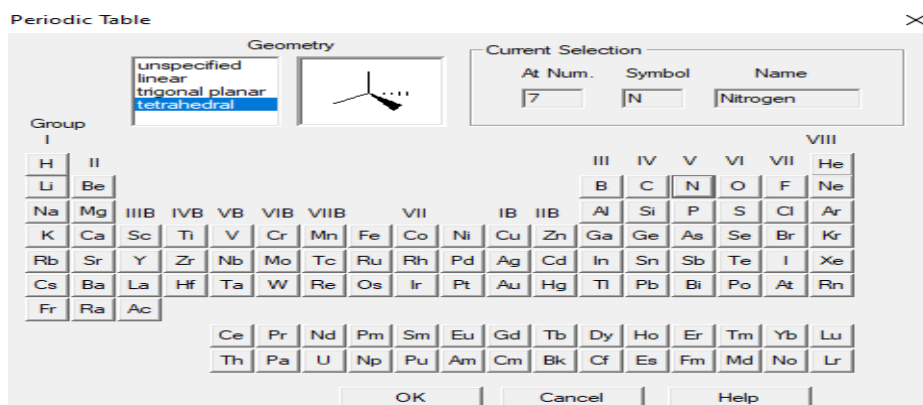 Periodic Table
Geometry
unspecified
linear
trigonal planar
tetrahedral
Current Selection
At Num. Symbol Name
7 N Nitrogen
Group
I VIII
H II III IV V VI VII He
Li Be B C N O F Ne
Na Mg IIIB IVB VB VIB VIIB VII IB IIB Al Si P S Cl Ar
K Ca Sc Ti V Cr Mn Fe Co Ni Cu Zn Ga Ge As Se Br Kr
Rb Sr Y Zr Nb Mo Tc Ru Rh Pd Ag Cd In Sn Sb Te I Xe
Cs Ba La Hf Ta W Re Os Ir Pt Au Hg Tl Pb Bi Po At Rn
Fr Ra Ac
Ce Pr Nd Pm Sm Eu Gd Tb Dy Ho Er Tm Yb Lu
Th Pa U Np Pu Am Cm Bk Cf Es Fm Md No Lr
OK Cancel Help